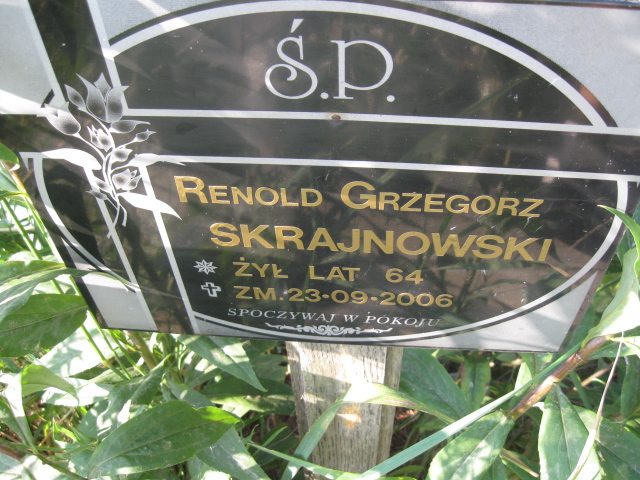 Ś.P.
RENOLD GRZEGORZ
SKRAJNOWSKI
ŻYŁ LAT 64
ZM. 23-09-2006
SPOCZYWAJ W POKOJU